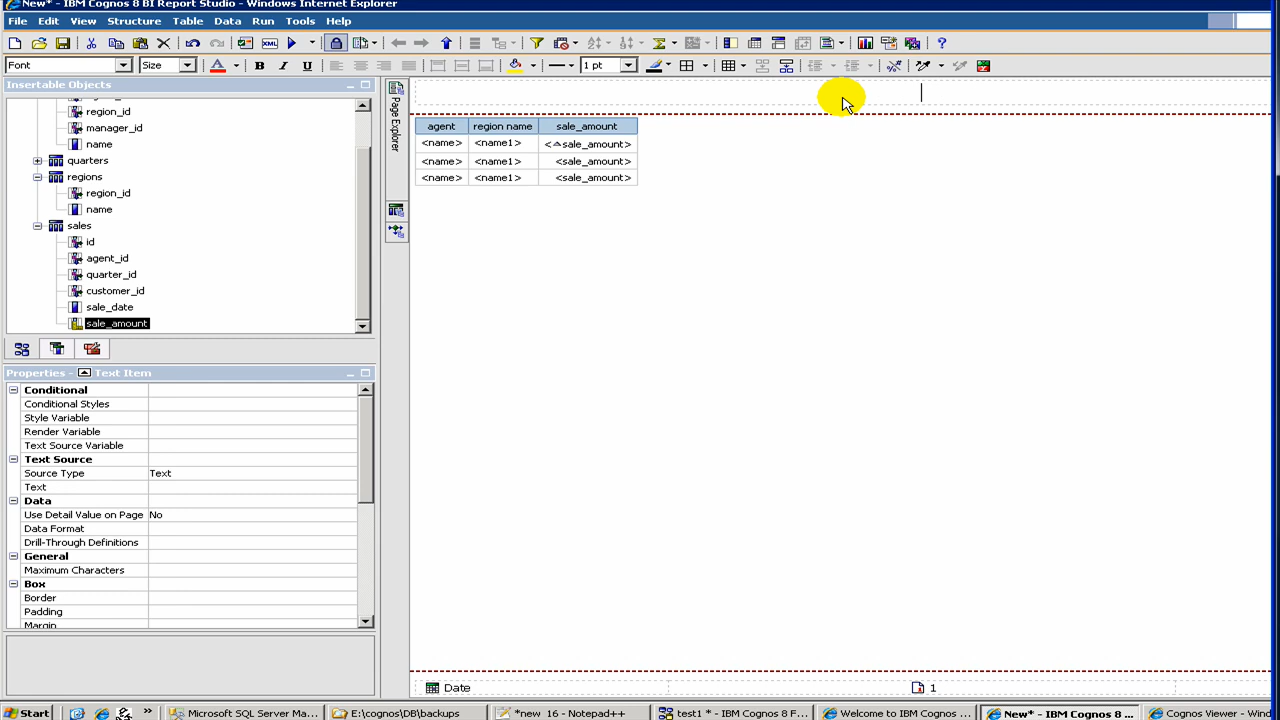 New* - IBM Cognos 8 BI Report Studio - Windows Internet Explorer
File Edit View Structure Table Data Run Tools Help
XML
Font Size A B I U 1 pt
Insertable Objects
region_id
manager_id
name
quarters
regions
region_id
name
sales
id
agent_id
quarter_id
customer_id
sale_date
sale_amount
Page Explorer
agent region name sale_amount
<name> <name1> <sale_amount>
<name> <name1> <sale_amount>
<name> <name1> <sale_amount>
Properties - Text Item
Conditional
Conditional Styles
Style Variable
Render Variable
Text Source Variable
Text Source
Source Type Text
Text
Data
Use Detail Value on Page No
Data Format
Drill-Through Definitions
General
Maximum Characters
Box
Border
Padding
Margin
Date 1
Start » Microsoft SQL Server Ma... E:\cognos\DB\backups *new 16 - Notepad++ test1 * - IBM Cognos 8 F... Welcome to IBM Cognos ... New* - IBM Cognos 8 ... Cognos Viewer - Wind